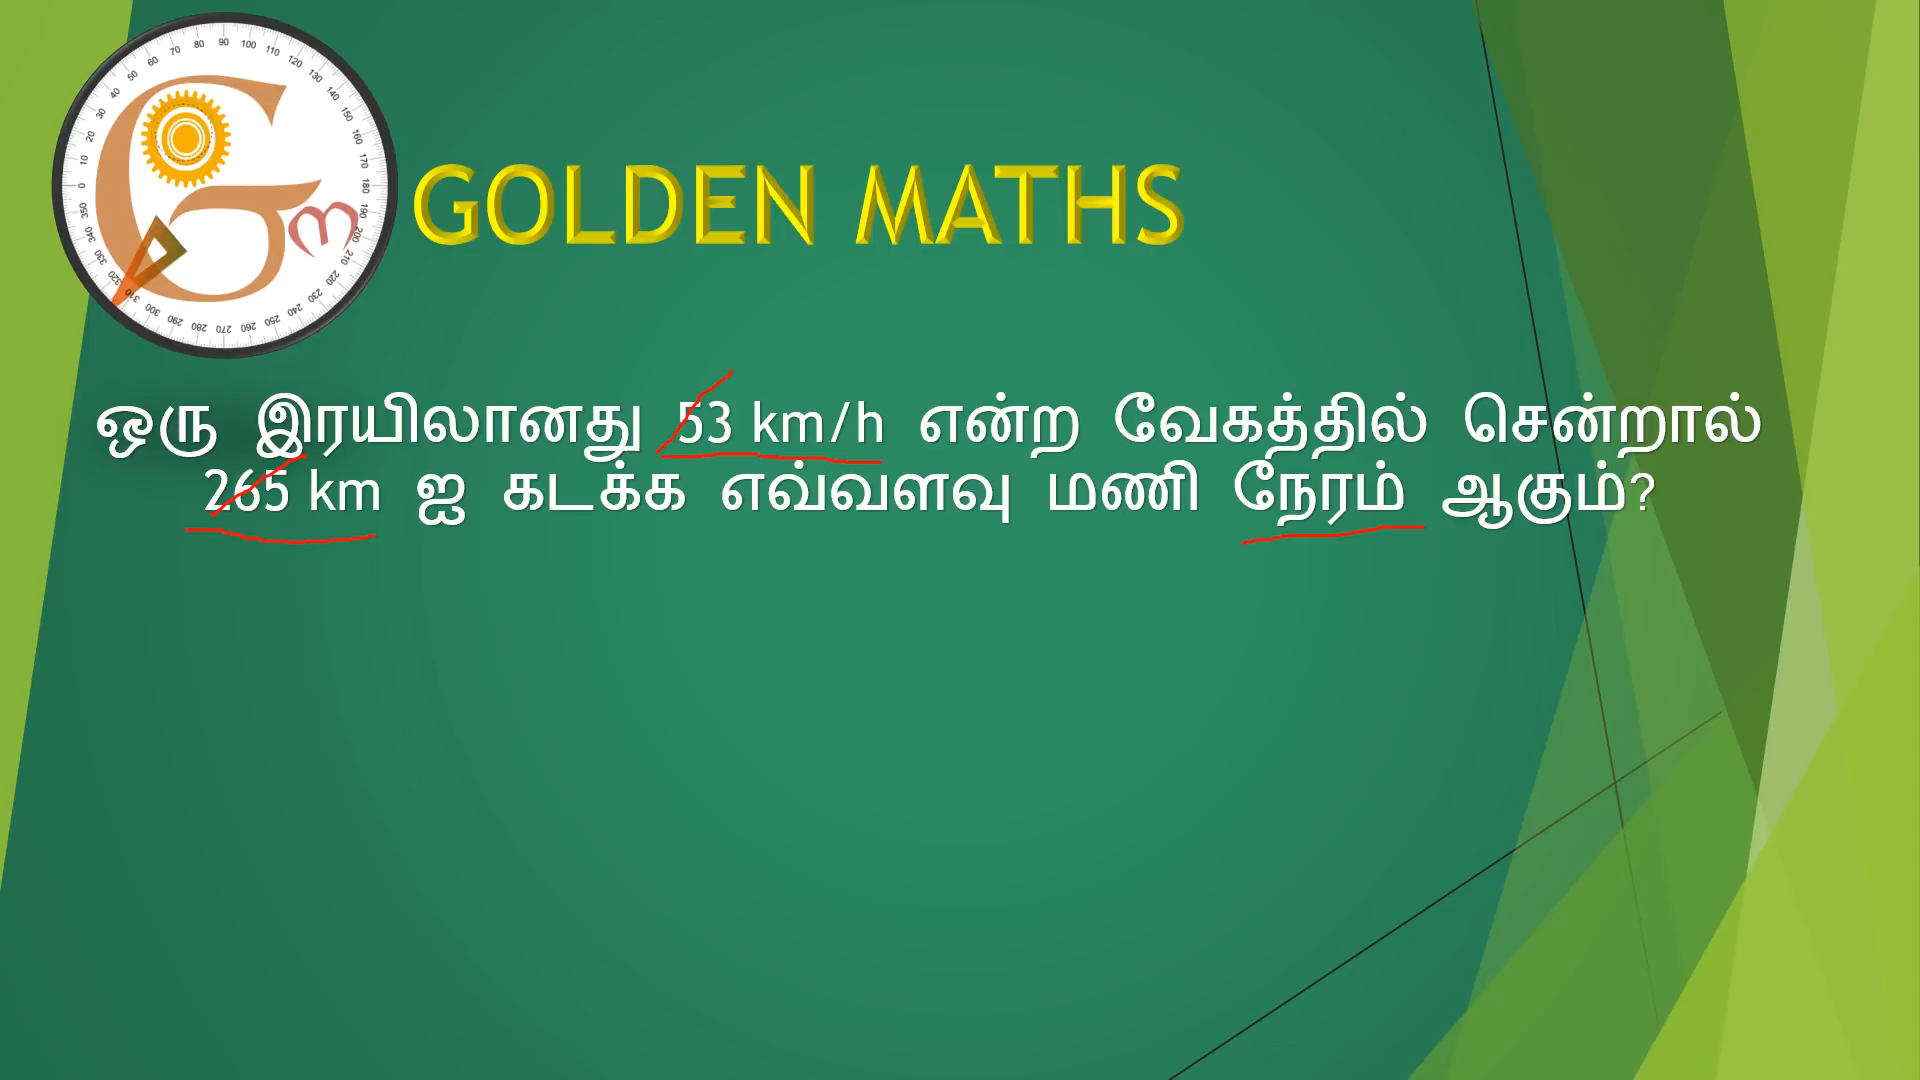 GOLDEN MATHS
ஒரு இரயிலானது 53 km/h என்ற வேகத்தில் சென்றால்
265 km ஐ கடக்க எவ்வளவு மணி நேரம் ஆகும்?